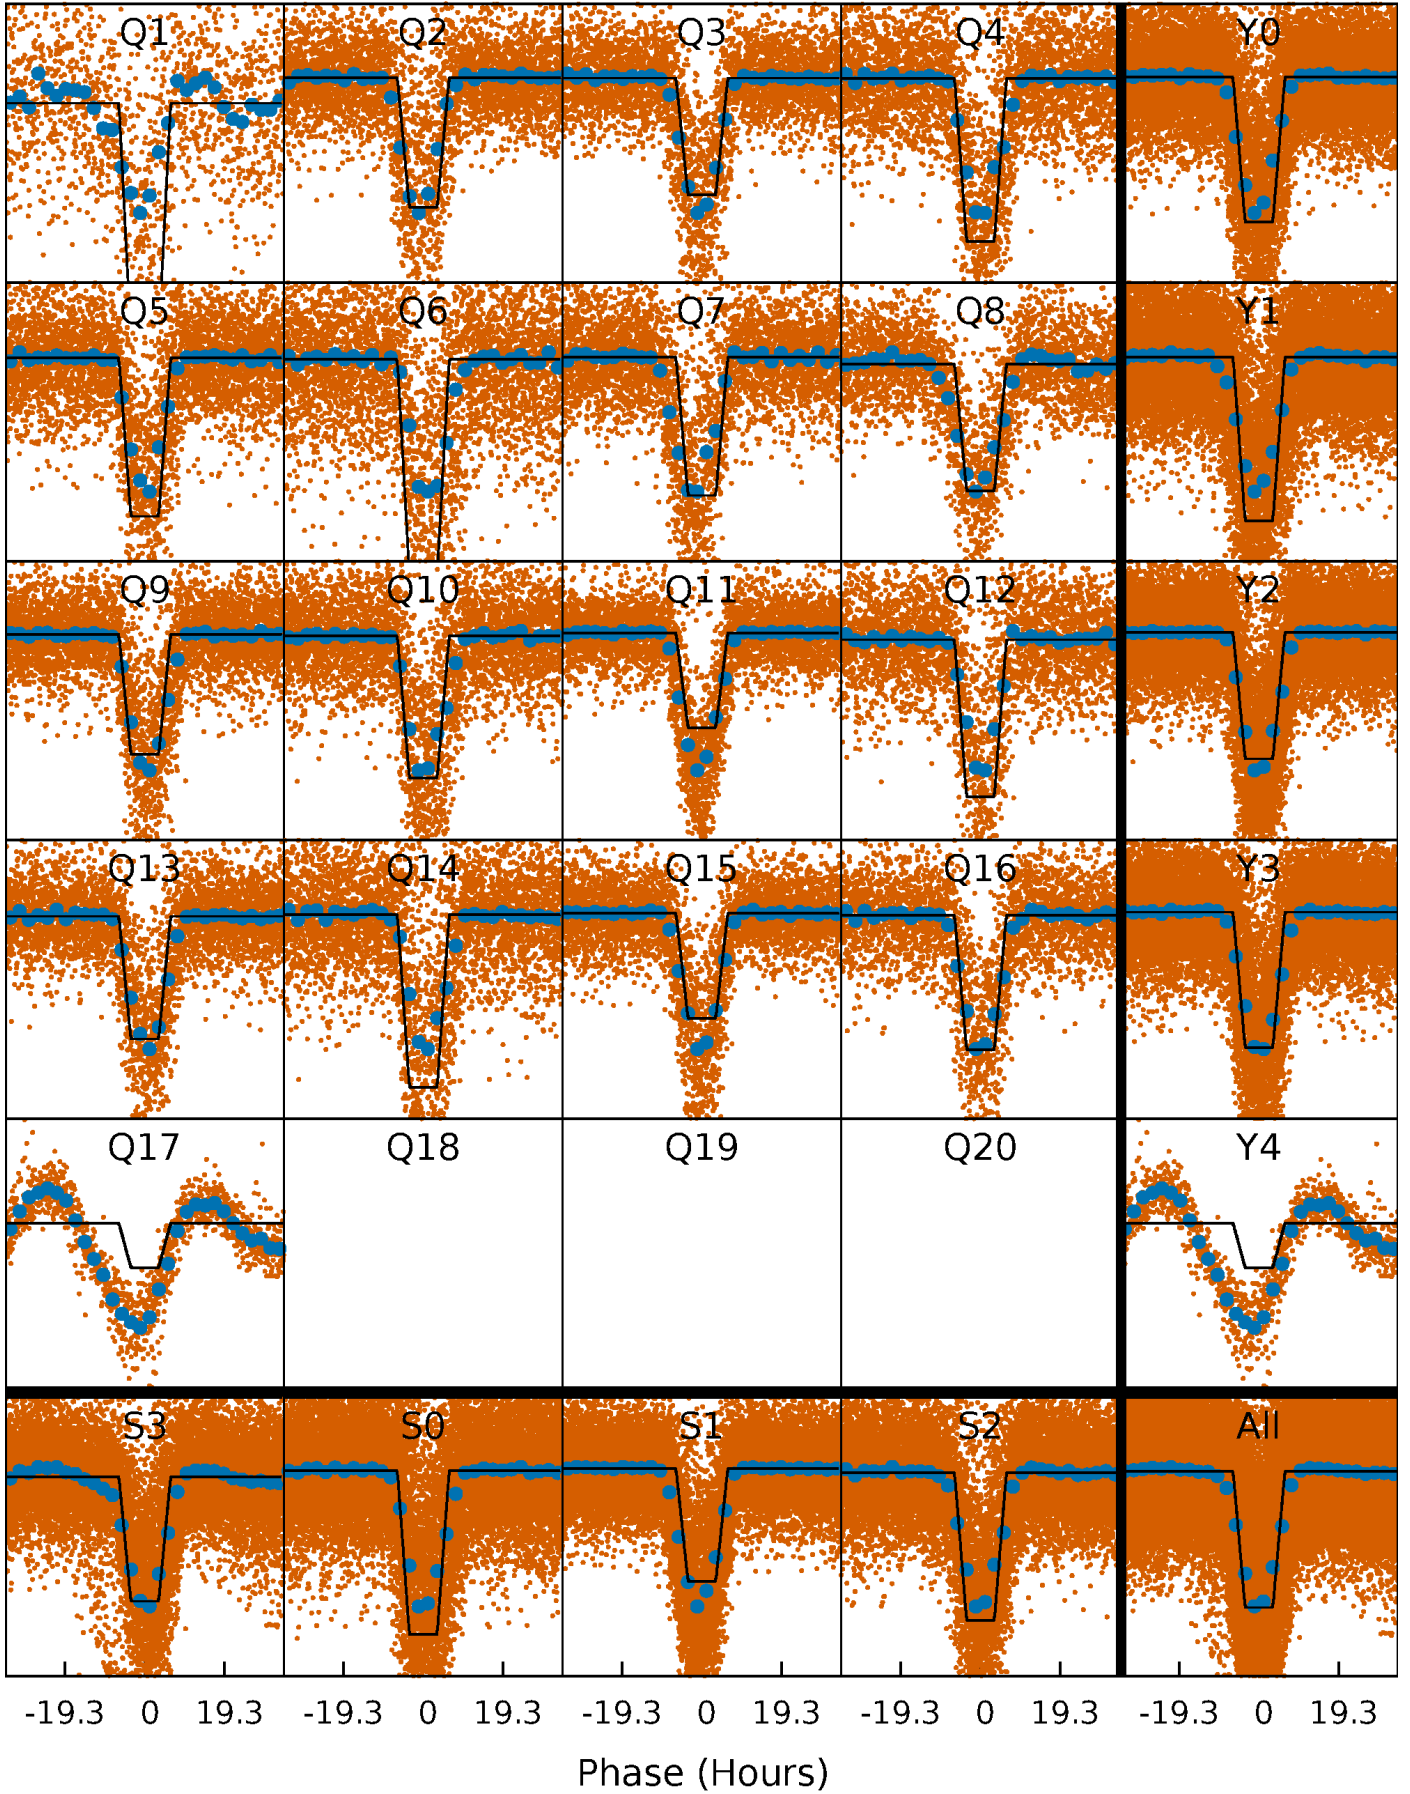 Q1 Q2 Q3 Q4 Y0
Q5 Q6 Q7 Q8 Y1
Q9 Q10 Q11 Q12 Y2
Q13 Q14 Q15 Q16 Y3
Q17 Q18 Q19 Q20 Y4
S3 S0 S1 S2 All
-19.3 0 19.3 -19.3 0 19.3 -19.3 0 19.3 -19.3 0 19.3 -19.3 0 19.3
Phase (Hours)